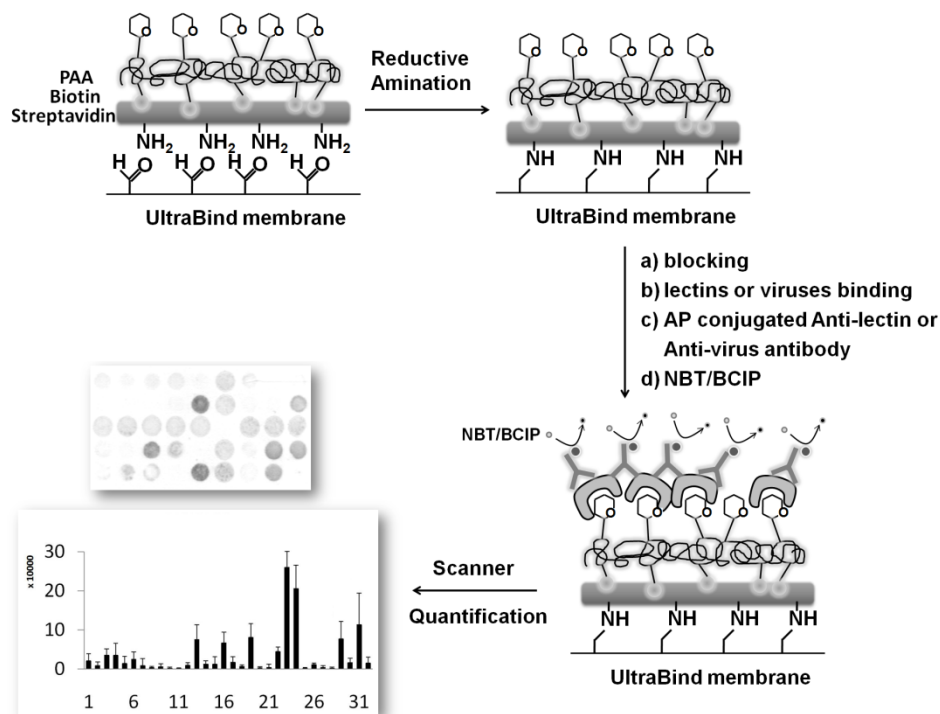 PAA
Biotin
Streptavidin
NH2 NH2 NH2 NH2
H O H O H O H O
UltraBind membrane
Reductive
Amination
NH NH NH NH
UltraBind membrane
a) blocking
b) lectins or viruses binding
c) AP conjugated Anti-lectin or
Anti-virus antibody
d) NBT/BCIP
NBT/BCIP
NH NH NH NH
UltraBind membrane
Scanner
Quantification
x 10000
30
20
10
0
1 6 11 16 21 26 31